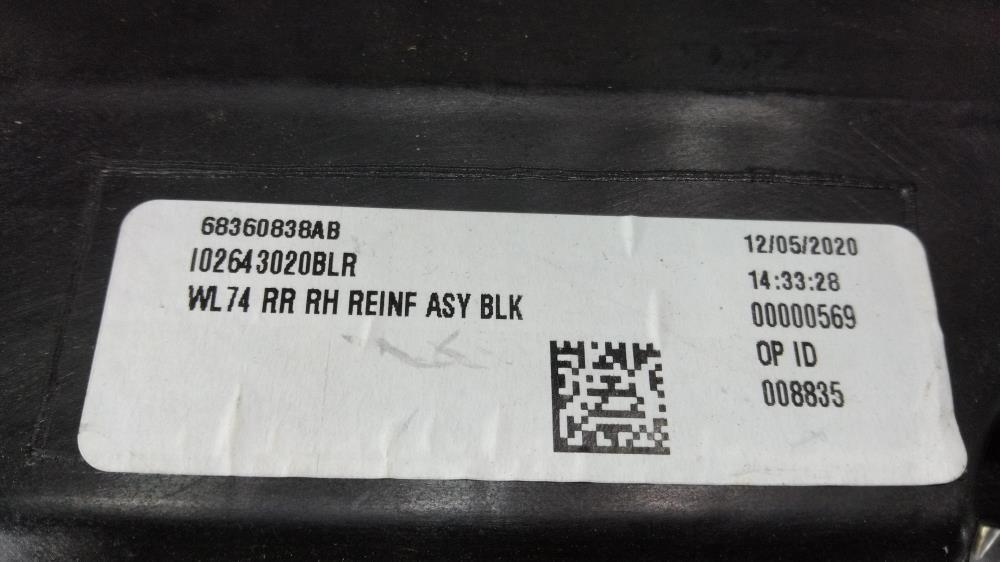 68360838AB
I02643020BLR
WL74 RR RH REINF ASY BLK
12/05/2020
14:33:28
00000569
OP ID
008835